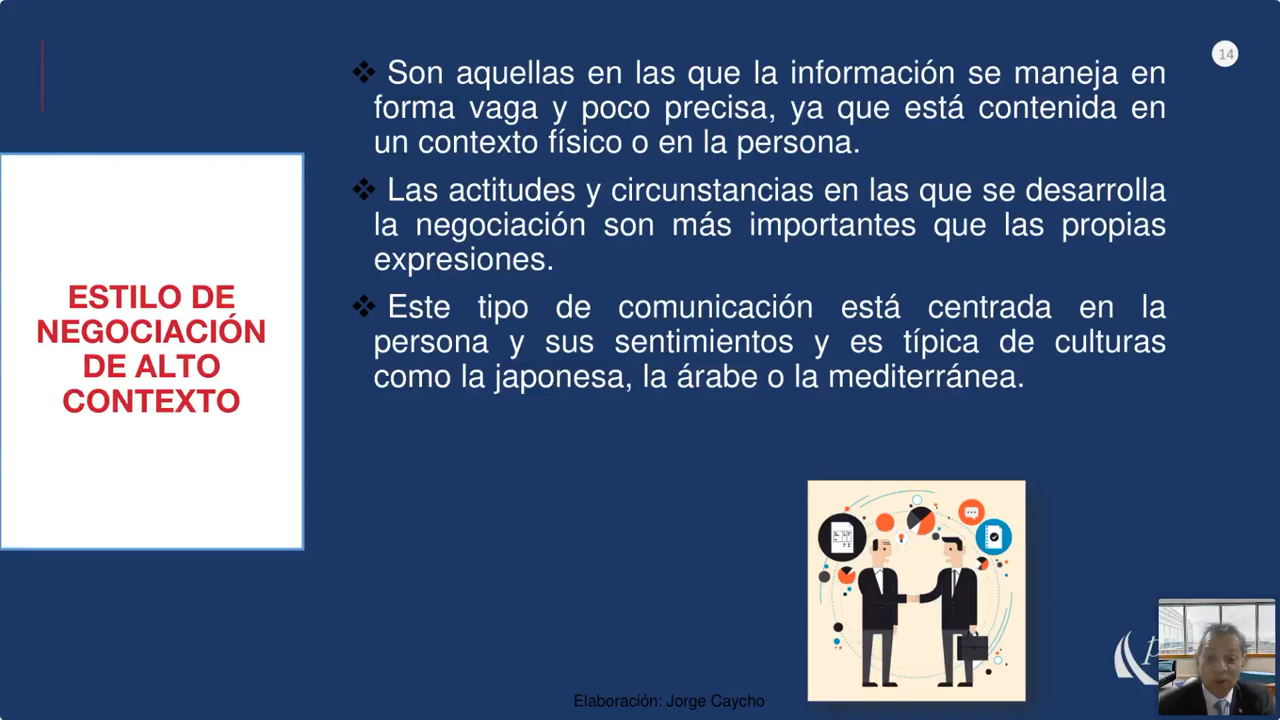 14
❖ Son aquellas en las que la información se maneja en
forma vaga y poco precisa, ya que está contenida en
un contexto físico o en la persona.
❖ Las actitudes y circunstancias en las que se desarrolla
la negociación son más importantes que las propias
expresiones.
❖ Este tipo de comunicación está centrada en la
persona y sus sentimientos y es típica de culturas
como la japonesa, la árabe o la mediterránea.
ESTILO DE
NEGOCIACIÓN
DE ALTO
CONTEXTO
Elaboración: Jorge Caycho